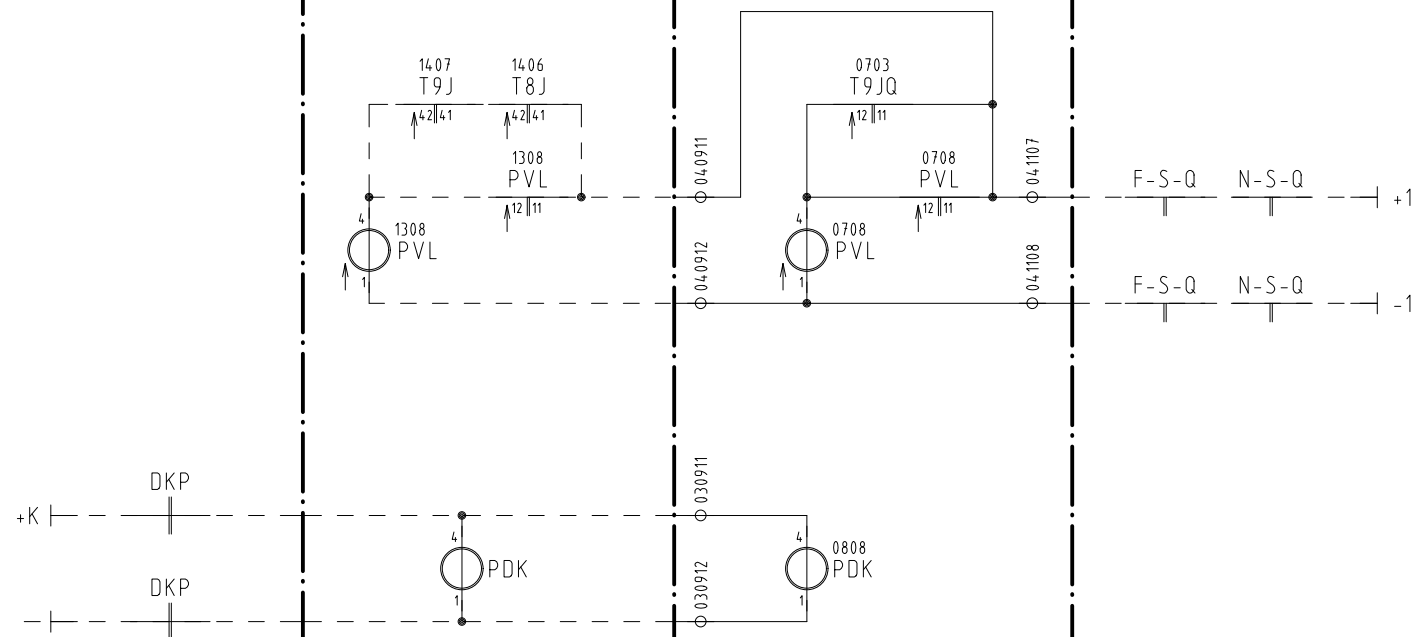 1407 1406 0703
T9J T8J T9JQ
42 41 42 41 12 11
1308 040911 0708 041107
PVL PVL F-S-Q N-S-Q
12 11 12 11 +1
4 1308 4 0708
PVL PVL
1 040912 1 041108
F-S-Q N-S-Q
-1
DKP 030911
+K
4 4 0808
PDK PDK
DKP 1 030912 1
-